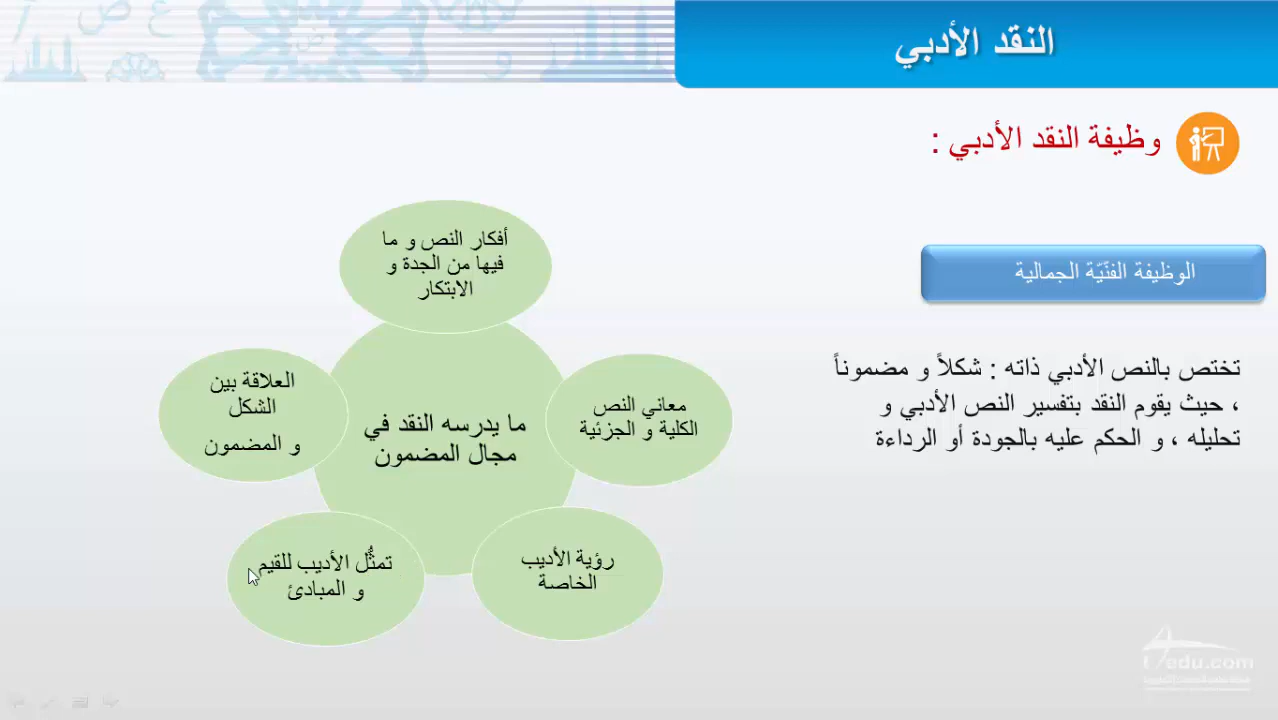 النقد الأدبي
وظيفة النقد الأدبي :
الوظيفة الفنّيّة الجمالية
تختص بالنص الأدبي ذاته : شكلاً و مضموناً
، حيث يقوم النقد بتفسير النص الأدبي و
تحليله ، و الحكم عليه بالجودة أو الرداءة
أفكار النص و ما
فيها من الجدة و
الابتكار
معاني النص
الكلية و الجزئية
رؤية الأديب
الخاصة
تمثُّل الأديب للقيم
و المبادئ
العلاقة بين
الشكل
و المضمون
ما يدرسه النقد في
مجال المضمون
t7edu.com